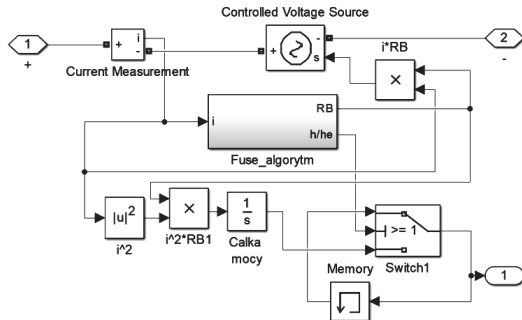 Controlled Voltage Source
1
+
+
i
-
Current Measurement
+
-
s
2
-
i*RB
×
i
RB
h/he
Fuse_algorytm
|u|²
i^2
×
i^2*RB1
1
s
Calka
mocy
>= 1
Switch1
Memory
1